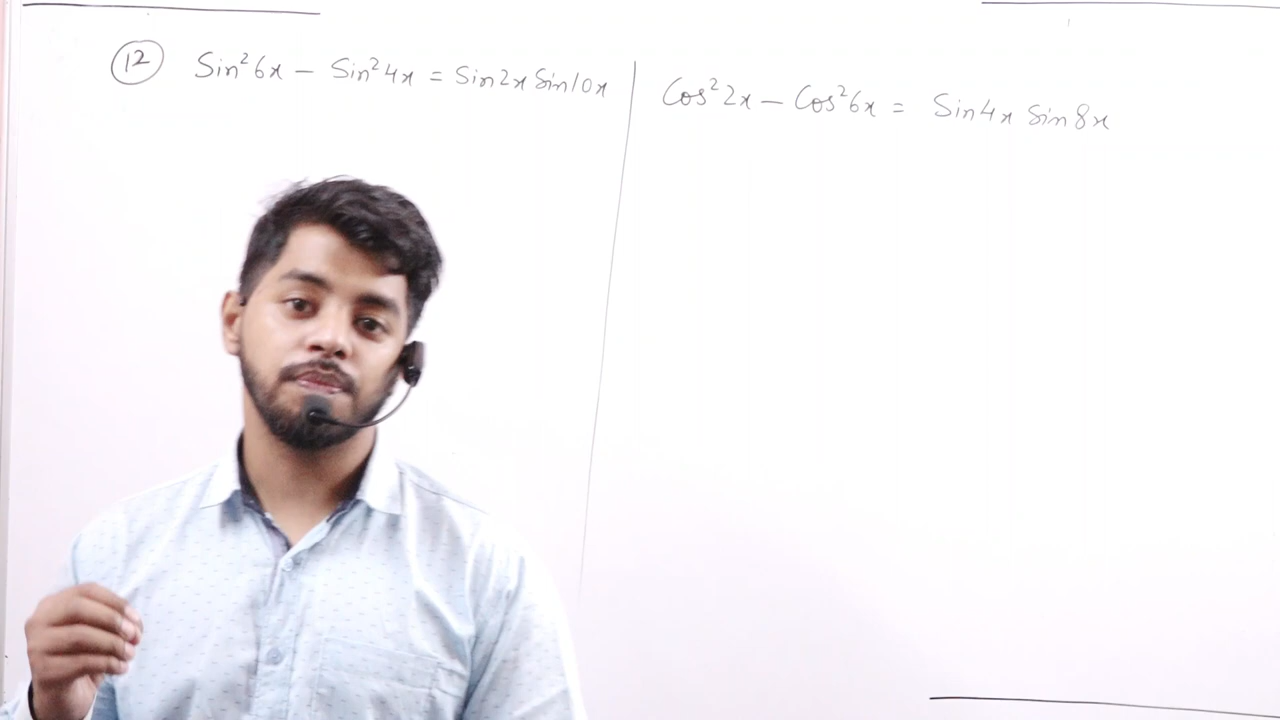 12 Sin²6x – Sin²4x = Sin2x Sin10x
Cos²2x – Cos²6x = Sin4x Sin8x